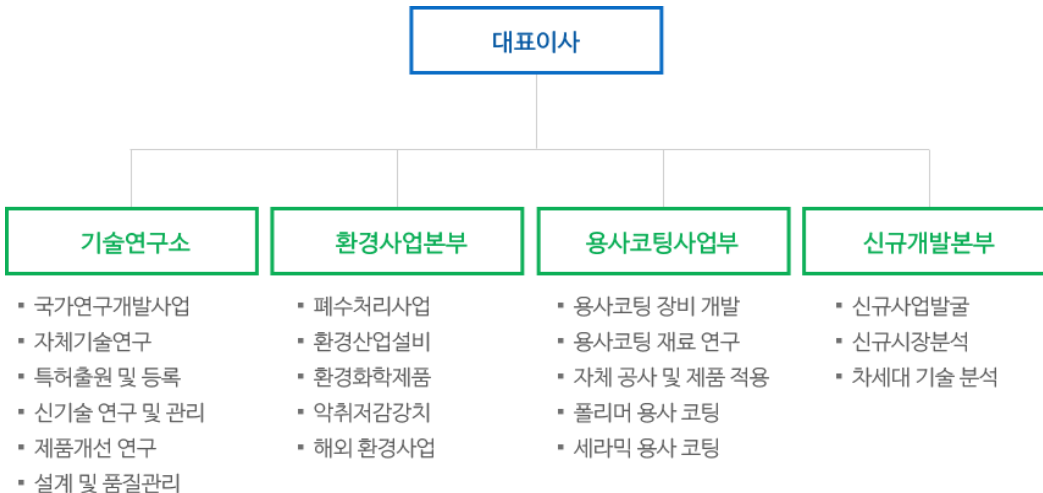 대표이사
기술연구소
▪ 국가연구개발사업
▪ 자체기술연구
▪ 특허출원 및 등록
▪ 신기술 연구 및 관리
▪ 제품개선 연구
▪ 설계 및 품질관리
환경사업본부
▪ 폐수처리사업
▪ 환경산업설비
▪ 환경화학제품
▪ 악취저감강치
▪ 해외 환경사업
용사코팅사업부
▪ 용사코팅 장비 개발
▪ 용사코팅 재료 연구
▪ 자체 공사 및 제품 적용
▪ 폴리머 용사 코팅
▪ 세라믹 용사 코팅
신규개발본부
▪ 신규사업발굴
▪ 신규시장분석
▪ 차세대 기술 분석